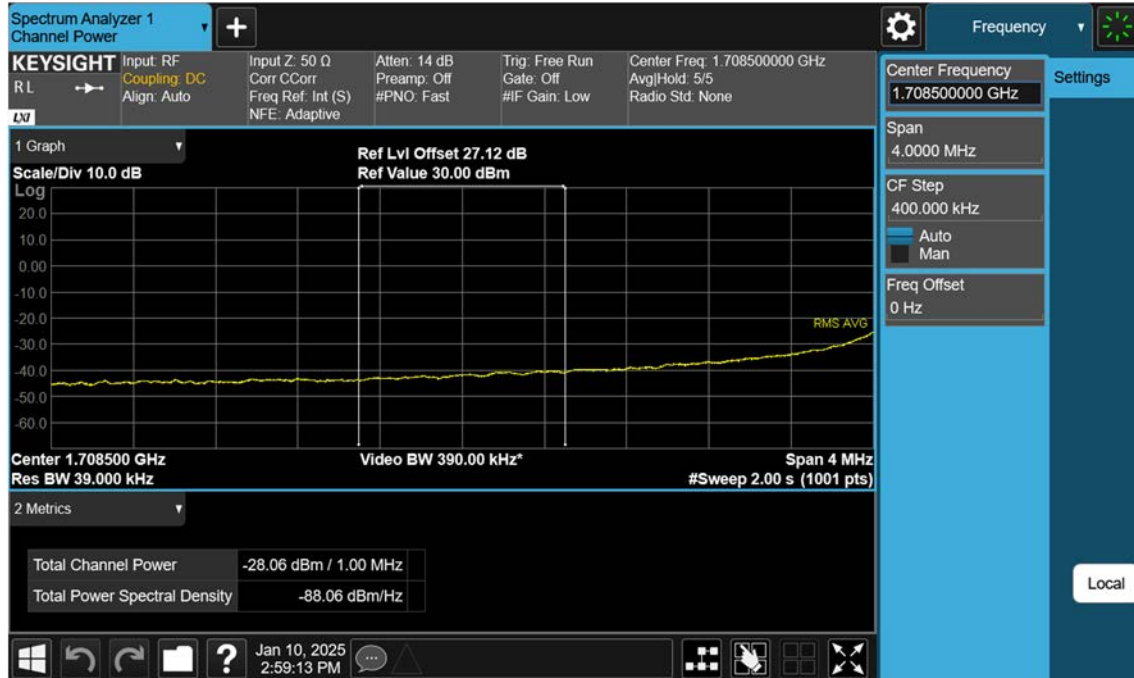 Spectrum Analyzer 1
Channel Power
Frequency
KEYSIGHT
RL
LXI
Input: RF
Coupling: DC
Align: Auto
Input Z: 50 Ω
Corr CCorr
Freq Ref: Int (S)
NFE: Adaptive
Atten: 14 dB
Preamp: Off
#PNO: Fast
Trig: Free Run
Gate: Off
#IF Gain: Low
Center Freq: 1.708500000 GHz
Avg|Hold: 5/5
Radio Std: None
Center Frequency
1.708500000 GHz
Settings
Span
4.0000 MHz
CF Step
400.000 kHz
Auto
Man
Freq Offset
0 Hz
1 Graph
Scale/Div 10.0 dB
Ref Lvl Offset 27.12 dB
Ref Value 30.00 dBm
Log
20.0
10.0
0.00
-10.0
-20.0
-30.0
-40.0
-50.0
-60.0
RMS AVG
Center 1.708500 GHz
Res BW 39.000 kHz
Video BW 390.00 kHz*
Span 4 MHz
#Sweep 2.00 s (1001 pts)
2 Metrics
Total Channel Power -28.06 dBm / 1.00 MHz
Total Power Spectral Density -88.06 dBm/Hz
Local
Jan 10, 2025
2:59:13 PM